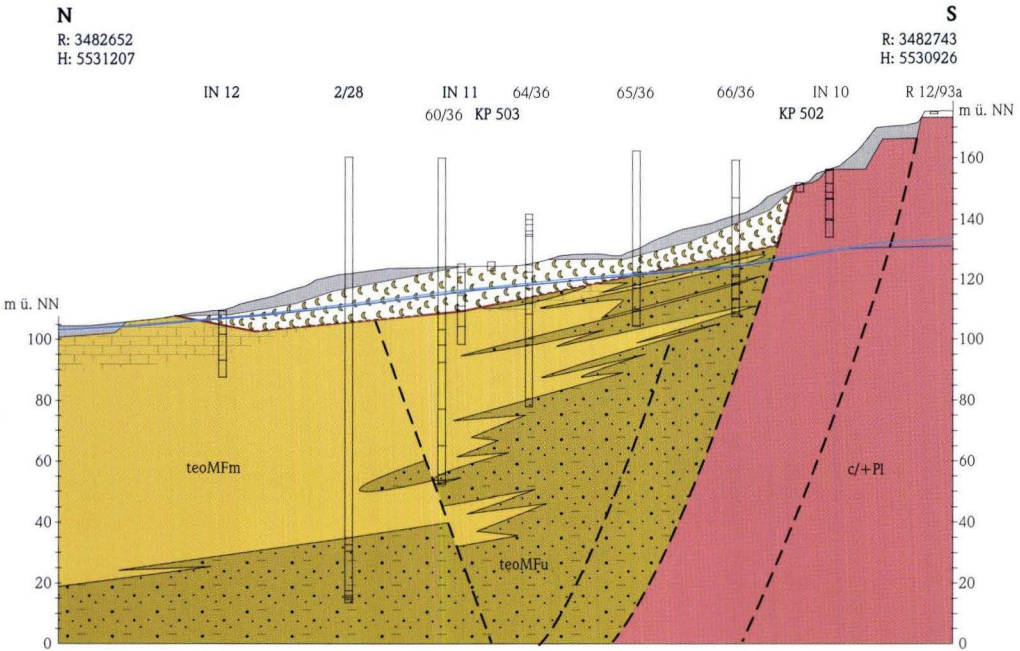 N S
R: 3482652 R: 3482743
H: 5531207 H: 5530926
IN 12 2/28 IN 11 64/36 65/36 66/36 IN 10 R 12/93a
60/36 KP 503 KP 502
m ü. NN
160
140
120
m ü. NN
100 100
80 80
teoMFm c/+Pl
60 60
40 40
teoMFu
20 20
0 0